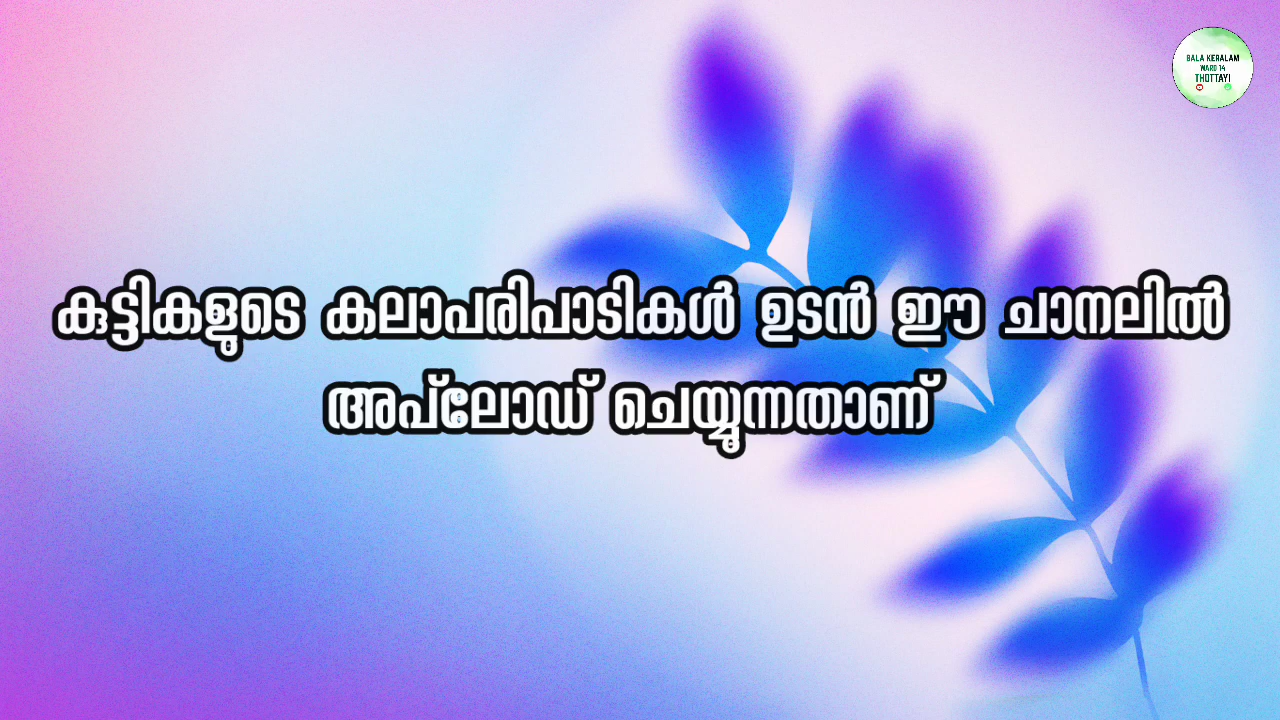 BALA KERALAM
WARD 14
THOTTAYI
കുട്ടികളുടെ കലാപരിപാടികൾ ഉടൻ ഈ ചാനലിൽ
അപ്ലോഡ് ചെയ്യുന്നതാണ്